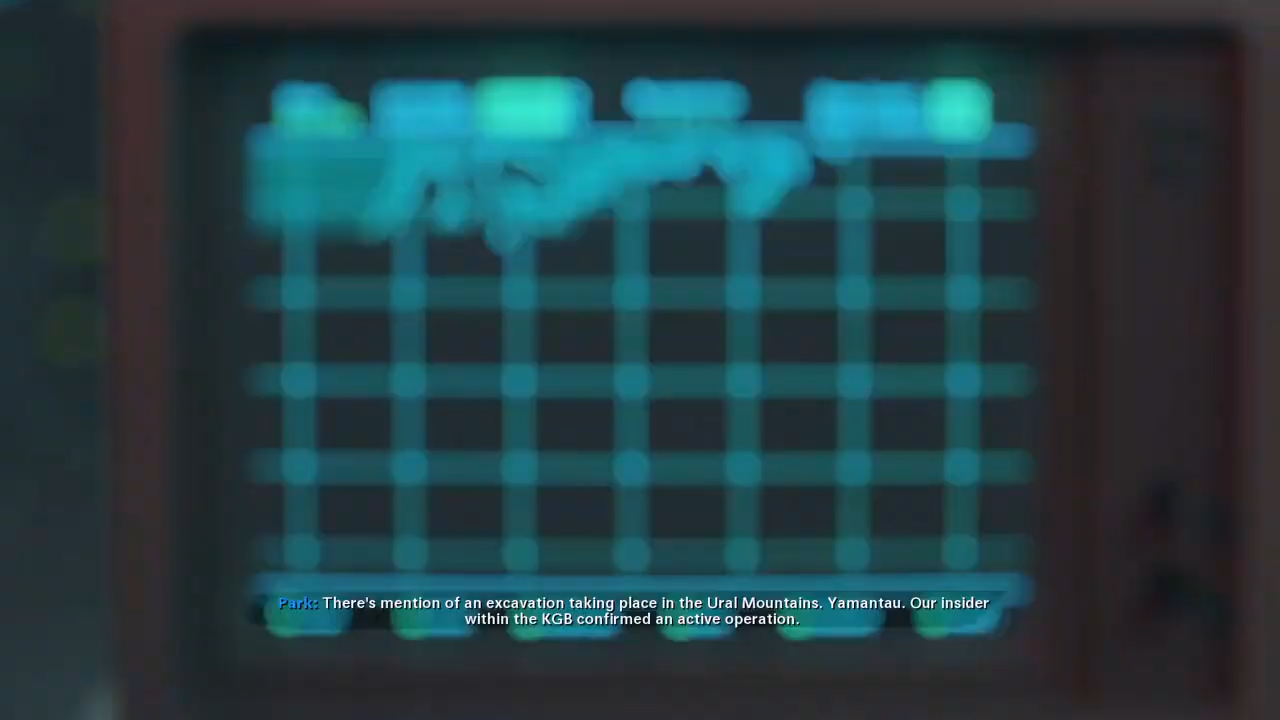 Park: There's mention of an excavation taking place in the Ural Mountains. Yamantau. Our insider
within the KGB confirmed an active operation.